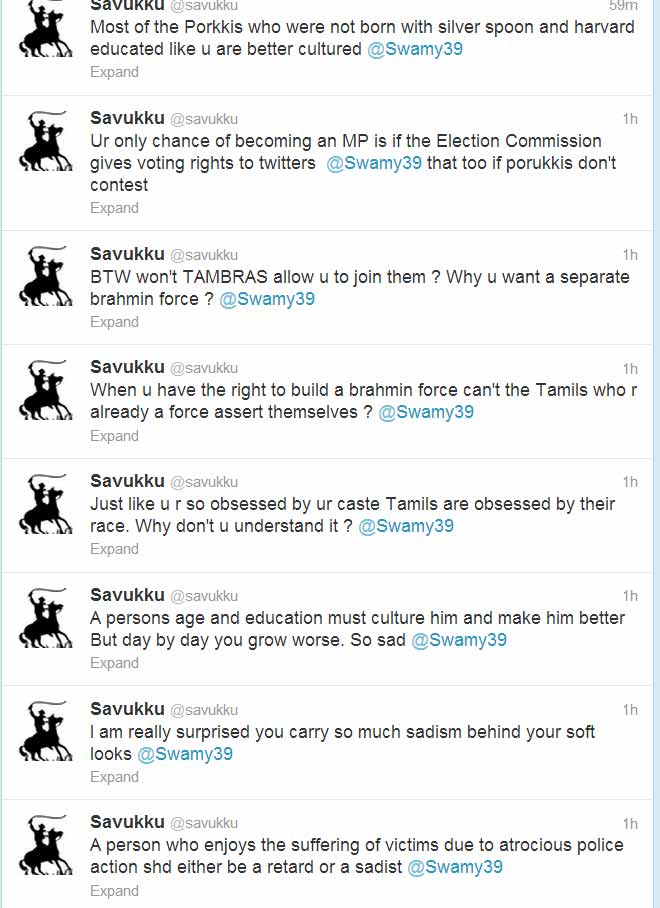 Savukku @savukku 59m
Most of the Porkkis who were not born with silver spoon and harvard
educated like u are better cultured @Swamy39
Expand
Savukku @savukku 1h
Ur only chance of becoming an MP is if the Election Commission
gives voting rights to twitters @Swamy39 that too if porukkis don't
contest
Expand
Savukku @savukku 1h
BTW won't TAMBRAS allow u to join them ? Why u want a separate
brahmin force ? @Swamy39
Expand
Savukku @savukku 1h
When u have the right to build a brahmin force can't the Tamils who r
already a force assert themselves ? @Swamy39
Expand
Savukku @savukku 1h
Just like u r so obsessed by ur caste Tamils are obsessed by their
race. Why don't u understand it ? @Swamy39
Expand
Savukku @savukku 1h
A persons age and education must culture him and make him better
But day by day you grow worse. So sad @Swamy39
Expand
Savukku @savukku 1h
I am really surprised you carry so much sadism behind your soft
looks @Swamy39
Expand
Savukku @savukku 1h
A person who enjoys the suffering of victims due to atrocious police
action shd either be a retard or a sadist @Swamy39
Expand